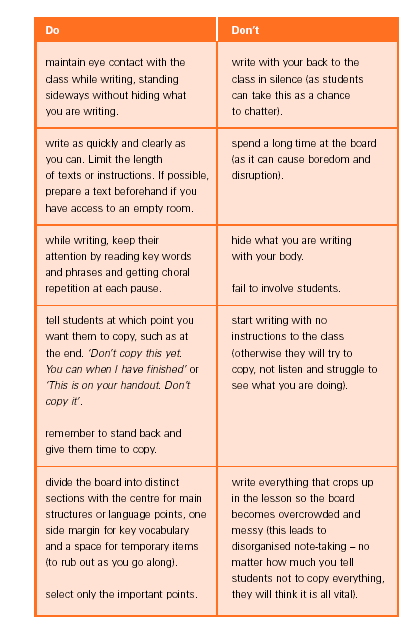 Do
Don't
maintain eye contact with the
class while writing, standing
sideways without hiding what
you are writing.
write with your back to the
class in silence (as students
can take this as a chance
to chatter).
write as quickly and clearly as
you can. Limit the length
of texts or instructions. If possible,
prepare a text beforehand if you
have access to an empty room.
spend a long time at the board
(as it can cause boredom and
disruption).
while writing, keep their
attention by reading key words
and phrases and getting choral
repetition at each pause.
hide what you are writing
with your body.
fail to involve students.
tell students at which point you
want them to copy, such as at
the end. 'Don't copy this yet.
You can when I have finished' or
'This is on your handout. Don't
copy it'.
remember to stand back and
give them time to copy.
start writing with no
instructions to the class
(otherwise they will try to
copy, not listen and struggle to
see what you are doing).
divide the board into distinct
sections with the centre for main
structures or language points, one
side margin for key vocabulary
and a space for temporary items
(to rub out as you go along).
select only the important points.
write everything that crops up
in the lesson so the board
becomes overcrowded and
messy (this leads to
disorganised note-taking – no
matter how much you tell
students not to copy everything,
they will think it is all vital).